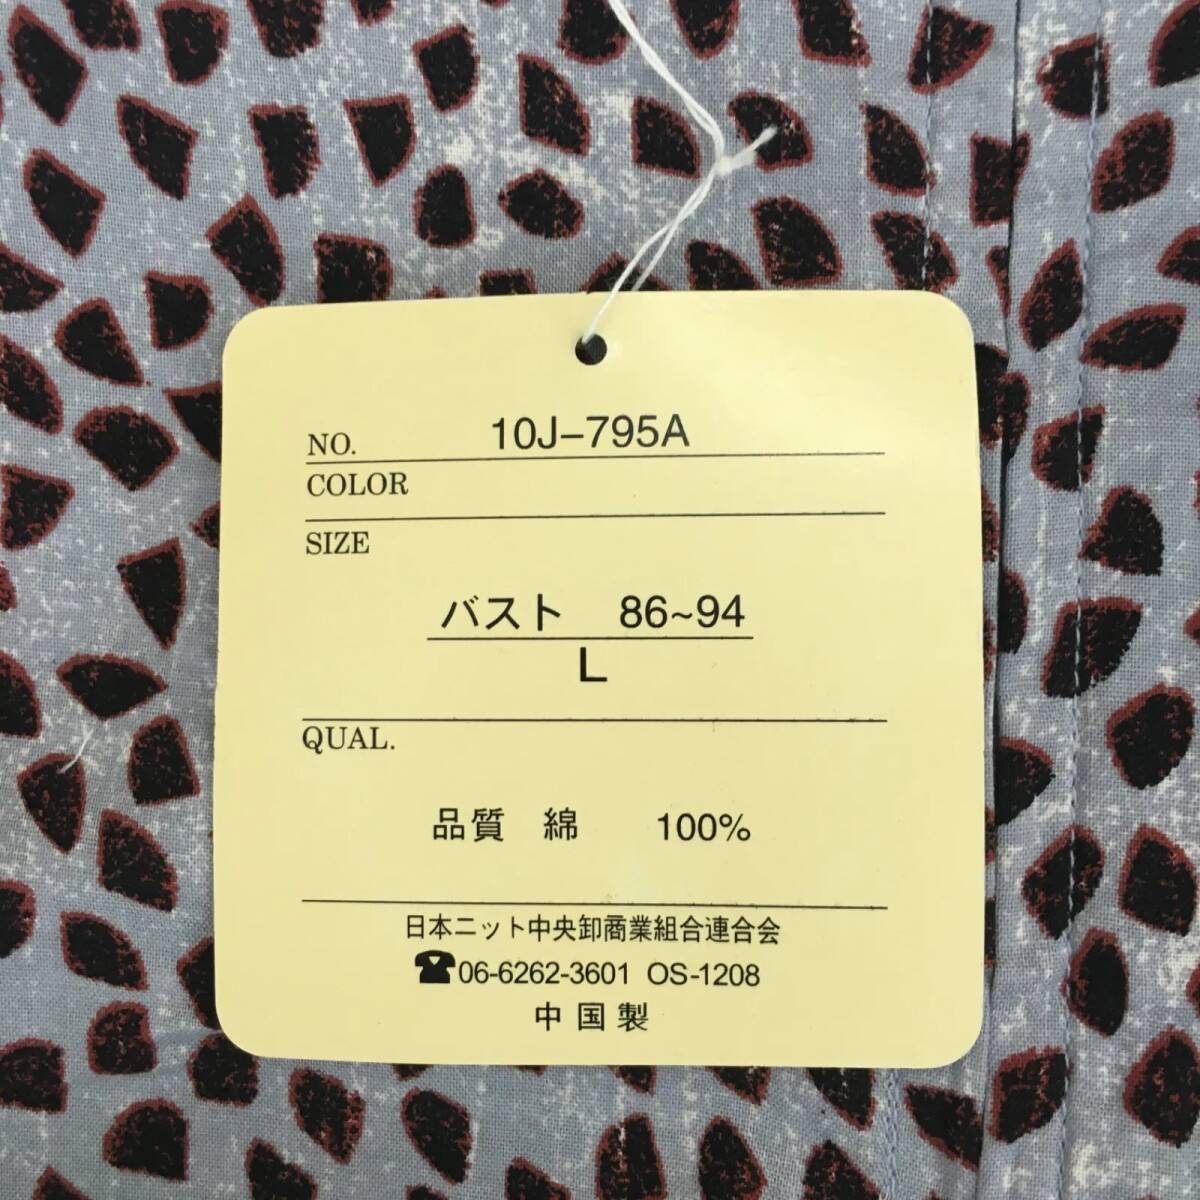 NO. 10J-795A
COLOR
SIZE
バスト 86~94
L
QUAL.
品質 綿 100%
日本ニット中央卸商業組合連合会
☎06-6262-3601 OS-1208
中国製